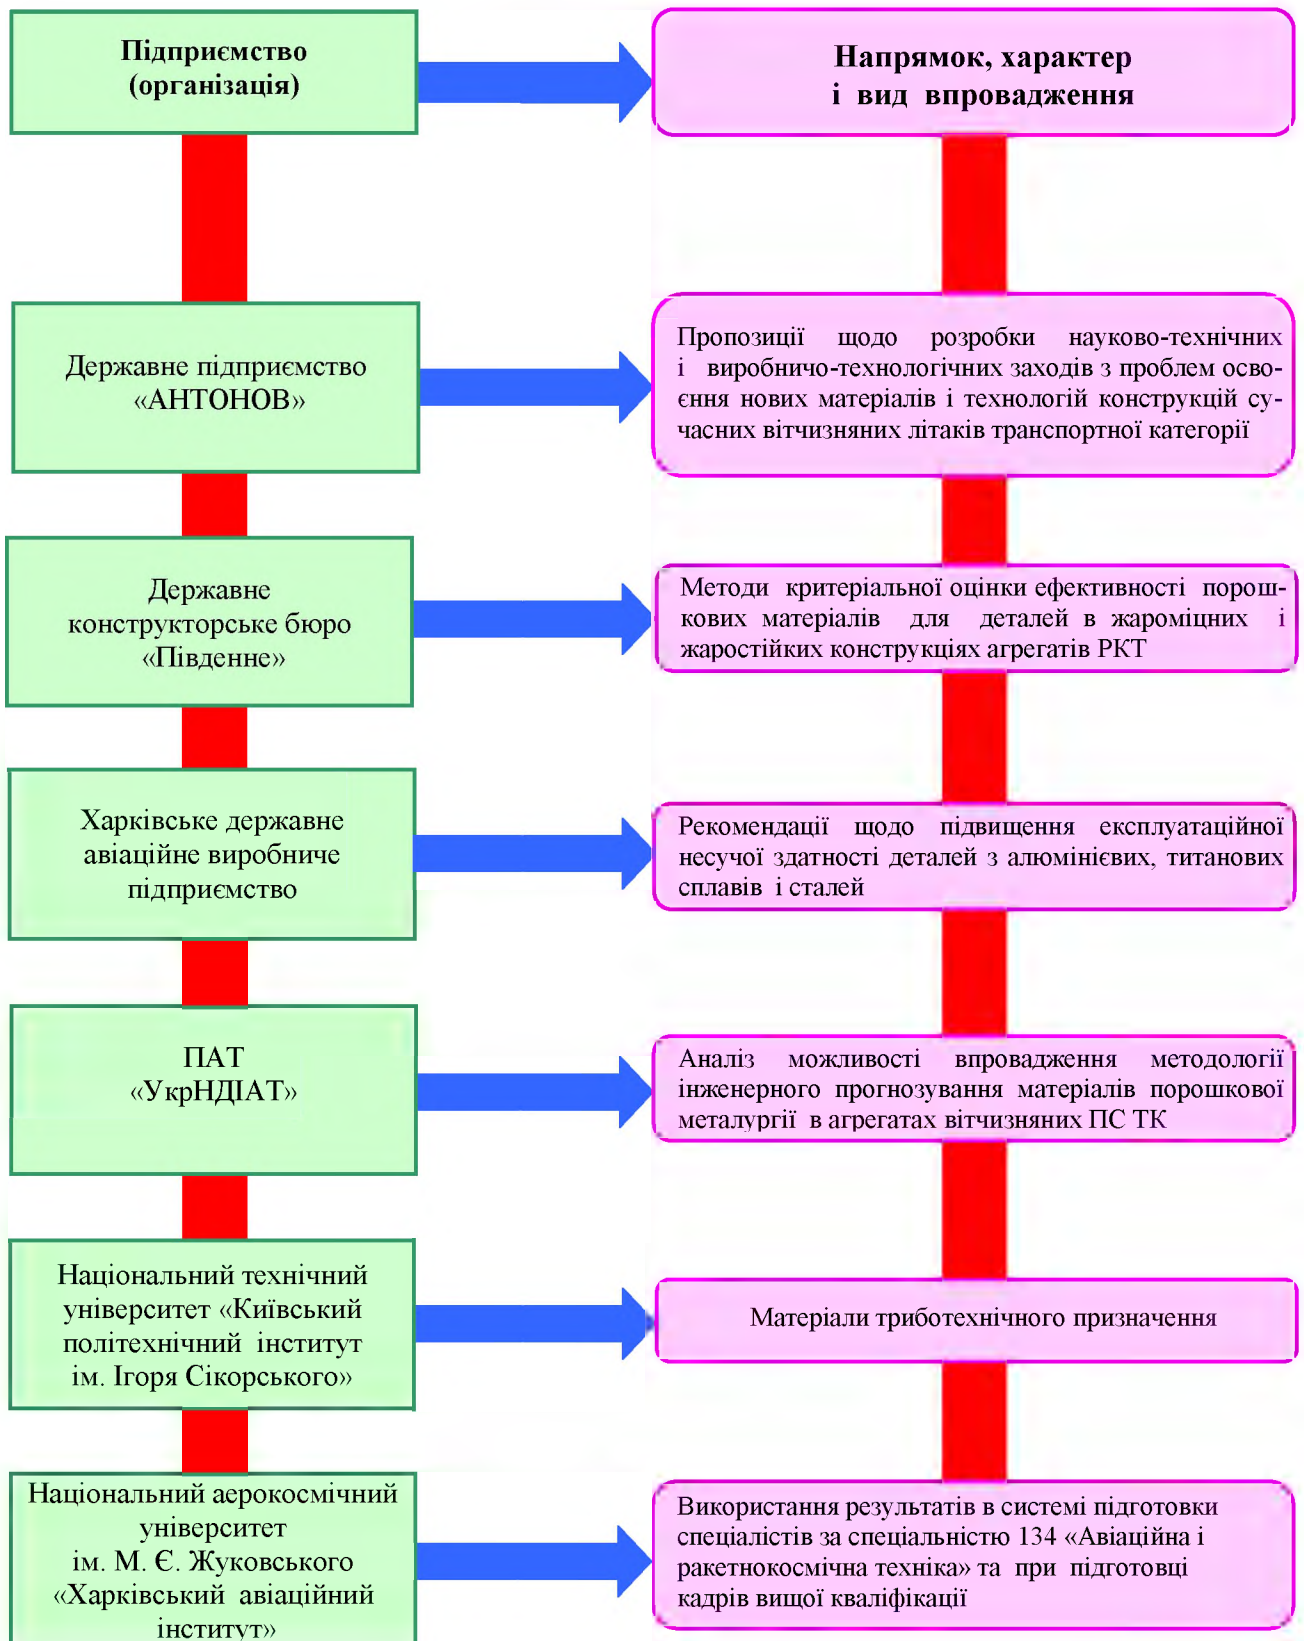 Підприємство
(організація)
Напрямок, характер
і вид впровадження
Державне підприємство
«АНТОНОВ»
Пропозиції щодо розробки науково-технічних
і виробничо-технологічних заходів з проблем осво-
єння нових матеріалів і технологій конструкцій су-
часних вітчизняних літаків транспортної категорії
Державне
конструкторське бюро
«Південне»
Методи критеріальної оцінки ефективності порош-
кових матеріалів для деталей в жароміцних і
жаростійких конструкціях агрегатів РКТ
Харківське державне
авіаційне виробниче
підприємство
Рекомендації щодо підвищення експлуатаційної
несучої здатності деталей з алюмінієвих, титанових
сплавів і сталей
ПАТ
«УкрНДІАТ»
Аналіз можливості впровадження методології
інженерного прогнозування матеріалів порошкової
металургії в агрегатах вітчизняних ПС ТК
Національний технічний
університет «Київський
політехнічний інститут
ім. Ігоря Сікорського»
Матеріали триботехнічного призначення
Національний аерокосмічний
університет
ім. М. Є. Жуковського
«Харківський авіаційний
інститут»
Використання результатів в системі підготовки
спеціалістів за спеціальністю 134 «Авіаційна і
ракетнокосмічна техніка» та при підготовці
кадрів вищої кваліфікації